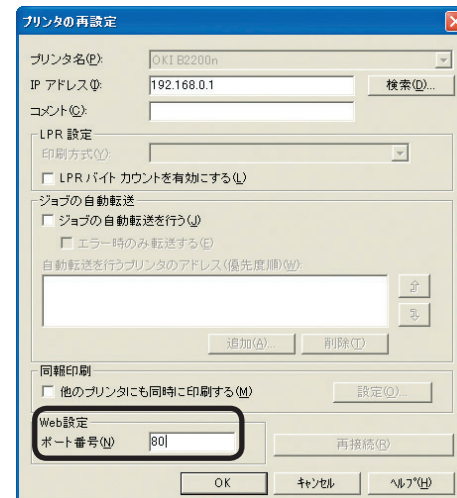 プリンタの再設定
プリンタ名(P): OKI B2200n
IP アドレス(I): 192.168.0.1 検索(D)...
コメント(C):
LPR 設定
印刷方式(Y):
LPR バイト カウントを有効にする(L)
ジョブの自動転送
ジョブの自動転送を行う(J)
エラー時のみ転送する(E)
自動転送を行うプリンタのアドレス(優先度順)(W):
追加(A)... 削除(T)
同報印刷
他のプリンタにも同時に印刷する(M) 設定(O)...
Web設定
ポート番号(N) 80 再接続(R)
OK キャンセル ヘルプ(H)